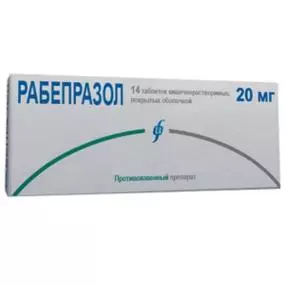 РАБЕПРАЗОЛ
14 таблеток кишечнорастворимых,
покрытых оболочкой
20 мг
Противоязвенный препарат